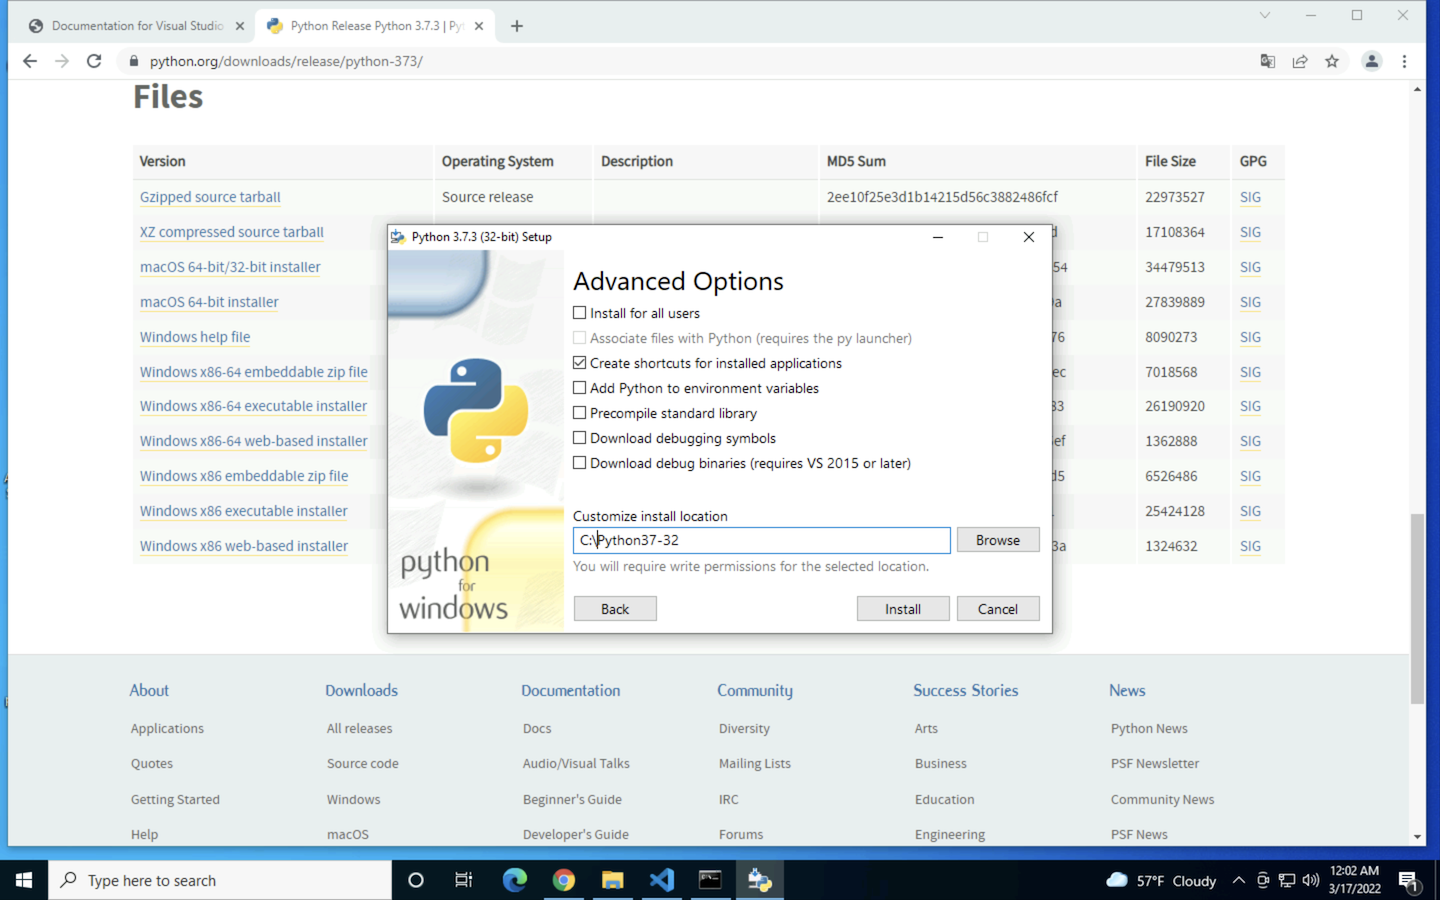 Documentation for Visual Studio
Python Release Python 3.7.3 | Pyt
python.org/downloads/release/python-373/
Files
Version Operating System Description MD5 Sum File Size GPG
Gzipped source tarball Source release 2ee10f25e3d1b14215d56c3882486fcf 22973527 SIG
XZ compressed source tarball d 17108364 SIG
macOS 64-bit/32-bit installer 54 34479513 SIG
macOS 64-bit installer 27839889 SIG
Windows help file 76 8090273 SIG
Windows x86-64 embeddable zip file ec 7018568 SIG
Windows x86-64 executable installer 26190920 SIG
Windows x86-64 web-based installer ef 1362888 SIG
Windows x86 embeddable zip file d5 6526486 SIG
Windows x86 executable installer 25424128 SIG
Windows x86 web-based installer 3a 1324632 SIG
Python 3.7.3 (32-bit) Setup
Advanced Options
Install for all users
Associate files with Python (requires the py launcher)
Create shortcuts for installed applications
Add Python to environment variables
Precompile standard library
Download debugging symbols
Download debug binaries (requires VS 2015 or later)
Customize install location
C:\Python37-32
Browse
You will require write permissions for the selected location.
Back Install Cancel
python
for
windows
About Downloads Documentation Community Success Stories News
Applications All releases Docs Diversity Arts Python News
Quotes Source code Audio/Visual Talks Mailing Lists Business PSF Newsletter
Getting Started Windows Beginner's Guide IRC Education Community News
Help macOS Developer's Guide Forums Engineering PSF News
Type here to search
57°F Cloudy
12:02 AM
3/17/2022
1